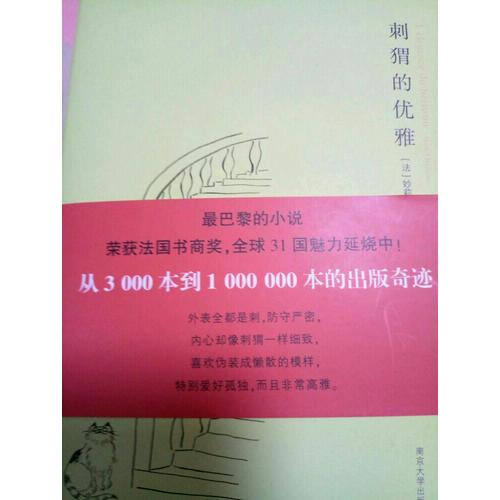 刺猬的优雅
[法]妙莉
最巴黎的小说
荣获法国书商奖,全球31国魅力延烧中!
从3 000本到1 000 000本的出版奇迹
外表全都是刺,防守严密,
内心却像刺猬一样细致,
喜欢伪装成懒散的模样,
特别爱好孤独,而且非常高雅。
南京大学出